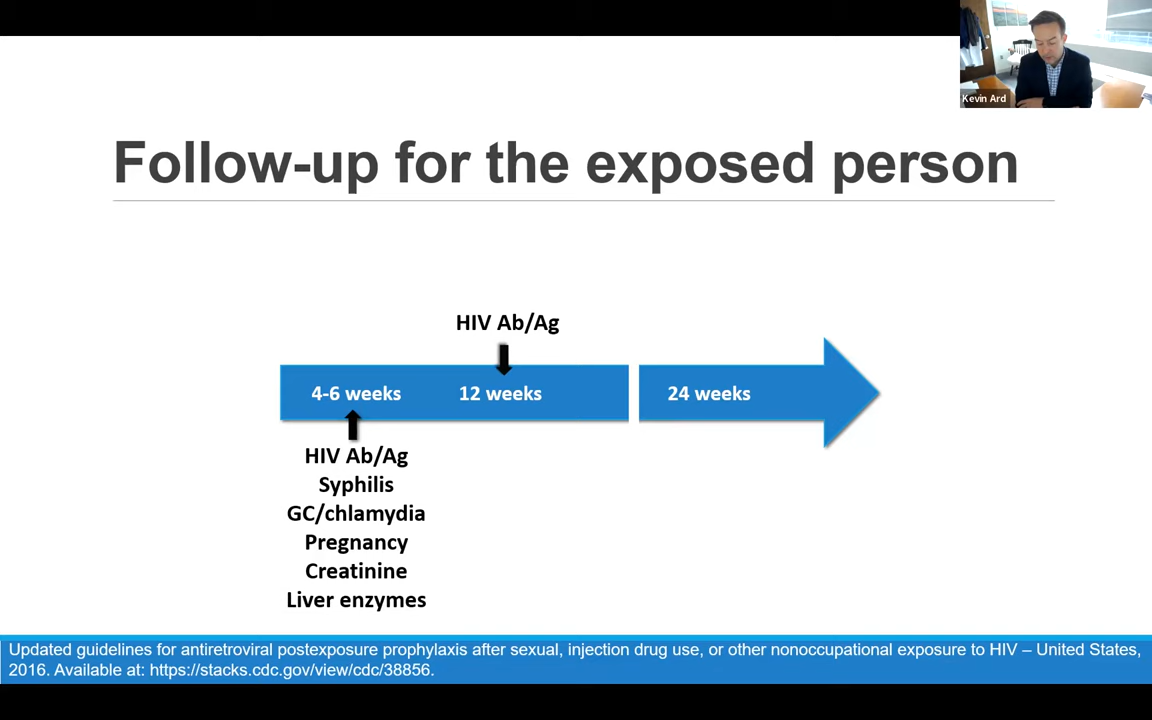 Kevin Ard
Follow-up for the exposed person
HIV Ab/Ag
4-6 weeks
12 weeks
24 weeks
HIV Ab/Ag
Syphilis
GC/chlamydia
Pregnancy
Creatinine
Liver enzymes
Updated guidelines for antiretroviral postexposure prophylaxis after sexual, injection drug use, or other nonoccupational exposure to HIV – United States,
2016. Available at: https://stacks.cdc.gov/view/cdc/38856.